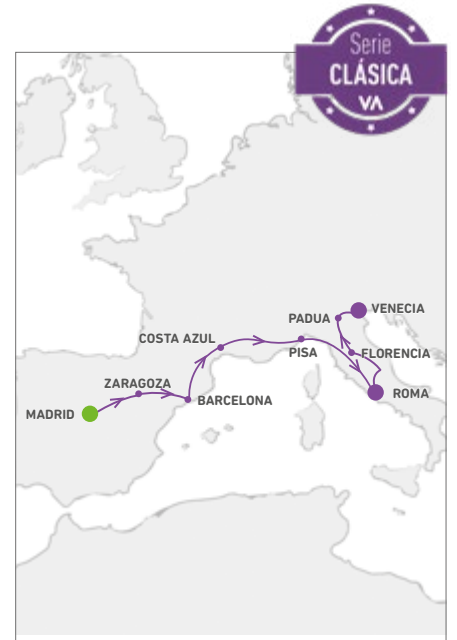 Serie
CLÁSICA
VA
VENECIA
PADUA
COSTA AZUL
PISA
FLORENCIA
ZARAGOZA
ROMA
BARCELONA
MADRID